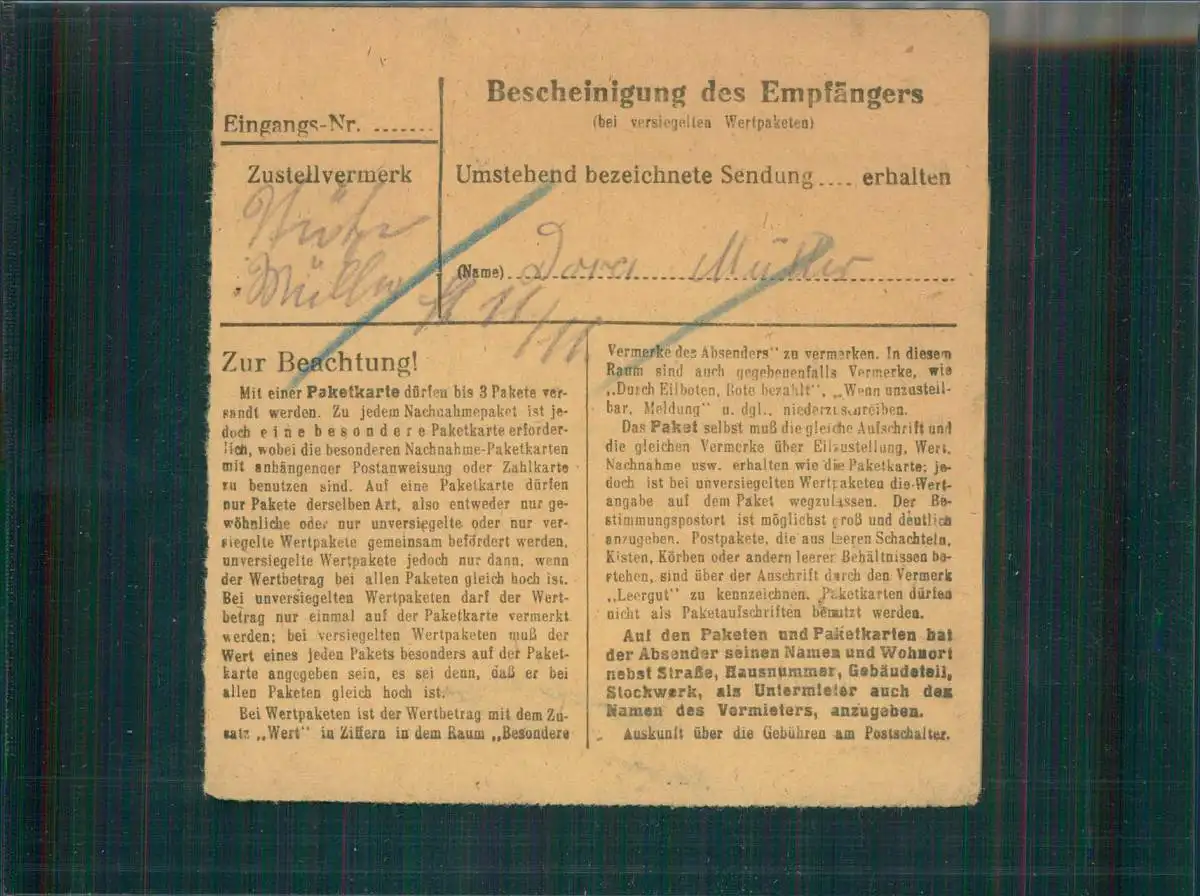 Eingangs-Nr. .......
Zustellvermerk
Müller
Bescheinigung des Empfängers
(bei versiegelten Wertpaketen)
Umstehend bezeichnete Sendung .... erhalten
(Name) Dora Müller
11/11.
Zur Beachtung!
Mit einer Paketkarte dürfen bis 3 Pakete ver-
sandt werden. Zu jedem Nachnahmepaket ist je-
doch eine besondere Paketkarte erforder-
lich, wobei die besonderen Nachnahme-Paketkarten
mit anhängender Postanweisung oder Zahlkarte
zu benutzen sind. Auf eine Paketkarte dürfen
nur Pakete derselben Art, also entweder nur ge-
wöhnliche oder nur unversiegelte oder nur ver-
siegelte Wertpakete gemeinsam befördert werden,
unversiegelte Wertpakete jedoch nur dann, wenn
der Wertbetrag bei allen Paketen gleich hoch ist.
Bei unversiegelten Wertpaketen darf der Wert-
betrag nur einmal auf der Paketkarte vermerkt
werden; bei versiegelten Wertpaketen muß der
Wert eines jeden Pakets besonders auf der Paket-
karte angegeben sein, es sei denn, daß er bei
allen Paketen gleich hoch ist.
Bei Wertpaketen ist der Wertbetrag mit dem Zu-
satz „Wert" in Ziffern in dem Raum „Besondere
Vermerke des Absenders" zu vermerken. In diesem
Raum sind auch gegebenenfalls Vermerke, wie
„Durch Eilboten, Bote bezahlt", „Wenn unzustell-
bar, Meldung" u. dgl., niederzuschreiben.
Das Paket selbst muß die gleiche Aufschrift und
die gleichen Vermerke über Eilzustellung, Wert,
Nachnahme usw. erhalten wie die Paketkarte; je-
doch ist bei unversiegelten Wertpaketen die Wert-
angabe auf dem Paket wegzulassen. Der Be-
stimmungspostort ist möglichst groß und deutlich
anzugeben. Postpakete, die aus leeren Schachteln,
Kisten, Körben oder andern leeren Behältnissen be-
stehen, sind über der Anschrift durch den Vermerk
„Leergut" zu kennzeichnen. Paketkarten dürfen
nicht als Paketaufschriften benutzt werden.
Auf den Paketen und Paketkarten hat
der Absender seinen Namen und Wohnort
nebst Straße, Hausnummer, Gebäudeteil,
Stockwerk, als Untermieter auch den
Namen des Vermieters, anzugeben.
Auskunft über die Gebühren am Postschalter.